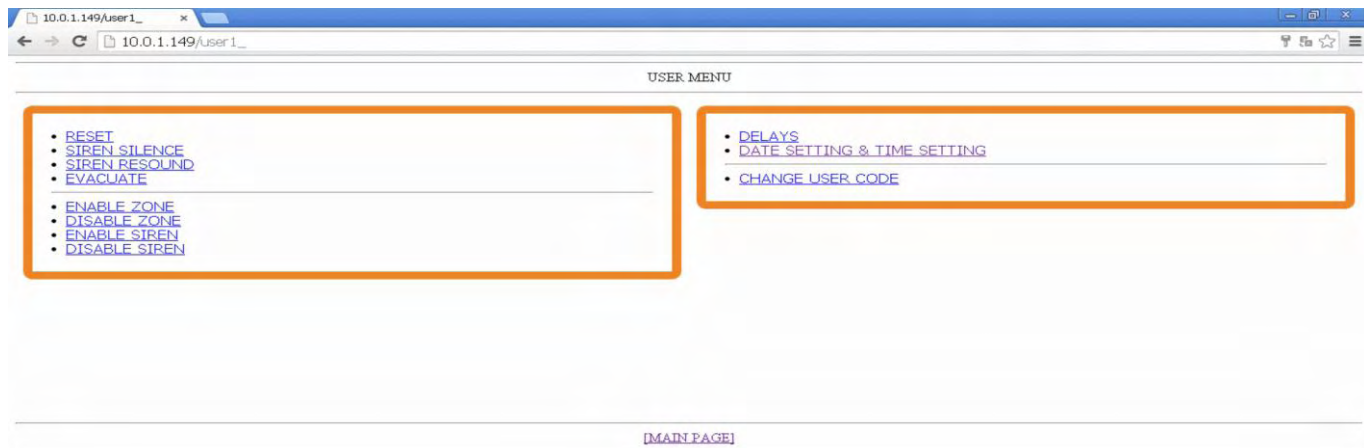 10.0.1.149/user1_
10.0.1.149/user1_
USER MENU
RESET
SIREN SILENCE
SIREN RESOUND
EVACUATE
ENABLE ZONE
DISABLE ZONE
ENABLE SIREN
DISABLE SIREN
DELAYS
DATE SETTING & TIME SETTING
CHANGE USER CODE
[MAIN PAGE]